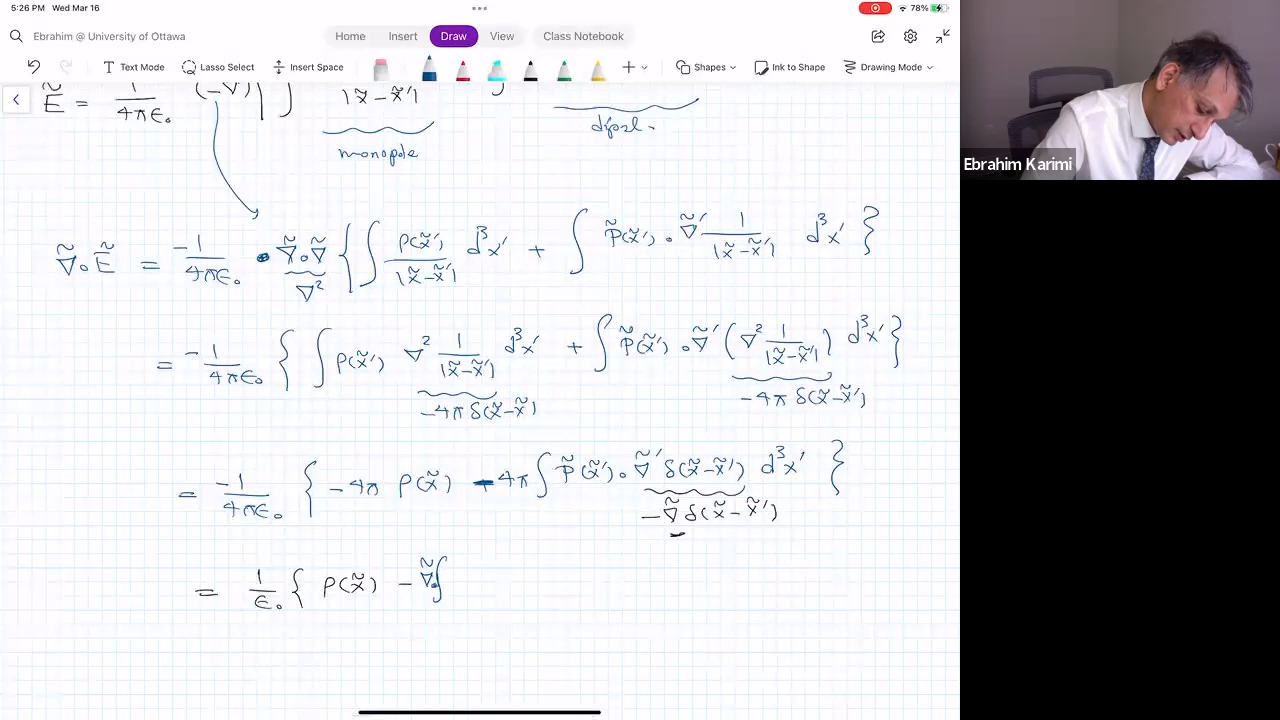 5:26 PM Wed Mar 16
78%
Ebrahim @ University of Ottawa Home Insert Draw View Class Notebook
Text Mode Lasso Select Insert Space Shapes Ink to Shape Drawing Mode
Ẽ = 1/4πε₀ (−∇̃) { |x̃−x̃′|
monopole
dipol.
∇̃∘Ẽ = −1/4πε₀ • ∇̃∘∇̃ { ∫ ρ(x̃′)/|x̃−x̃′| d³x′ + ∫ P̃(x̃′)∘∇̃′ 1/|x̃−x̃′| d³x′ }
∇²
= −1/4πε₀ { ∫ ρ(x̃′) ∇² 1/|x̃−x̃′| d³x′ + ∫ P̃(x̃′)∘∇̃′ (∇² 1/|x̃−x̃′|) d³x′ }
−4π δ(x̃−x̃′) −4π δ(x̃−x̃′)
= −1/4πε₀ { −4π ρ(x̃) −4π ∫ P̃(x̃′)∘∇̃′ δ(x̃−x̃′) d³x′ }
−∇̃ δ(x̃−x̃′)
= 1/ε₀ { ρ(x̃) − ∇̃∘∫
Ebrahim Karimi